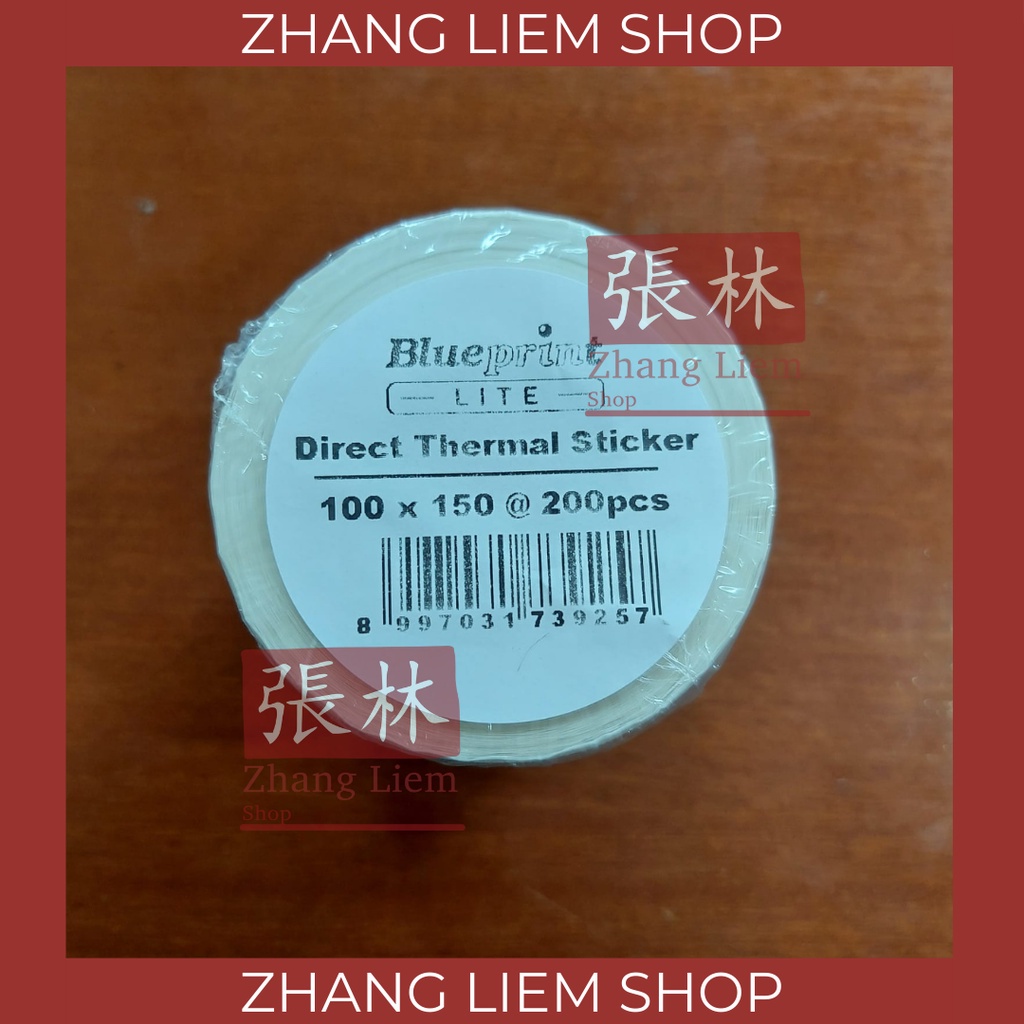 ZHANG LIEM SHOP
張林
Zhang Liem
Shop
Blueprint
LITE
Direct Thermal Sticker
100 x 150 @ 200pcs
8 997031 739257
張林
Zhang Liem
Shop
ZHANG LIEM SHOP